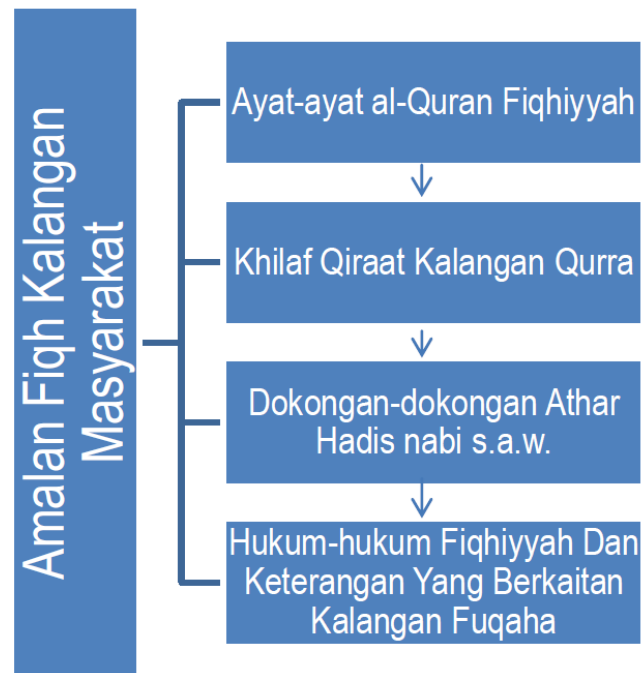 Amalan Fiqh Kalangan
Masyarakat
Ayat-ayat al-Quran Fiqhiyyah
Khilaf Qiraat Kalangan Qurra
Dokongan-dokongan Athar
Hadis nabi s.a.w.
Hukum-hukum Fiqhiyyah Dan
Keterangan Yang Berkaitan
Kalangan Fuqaha